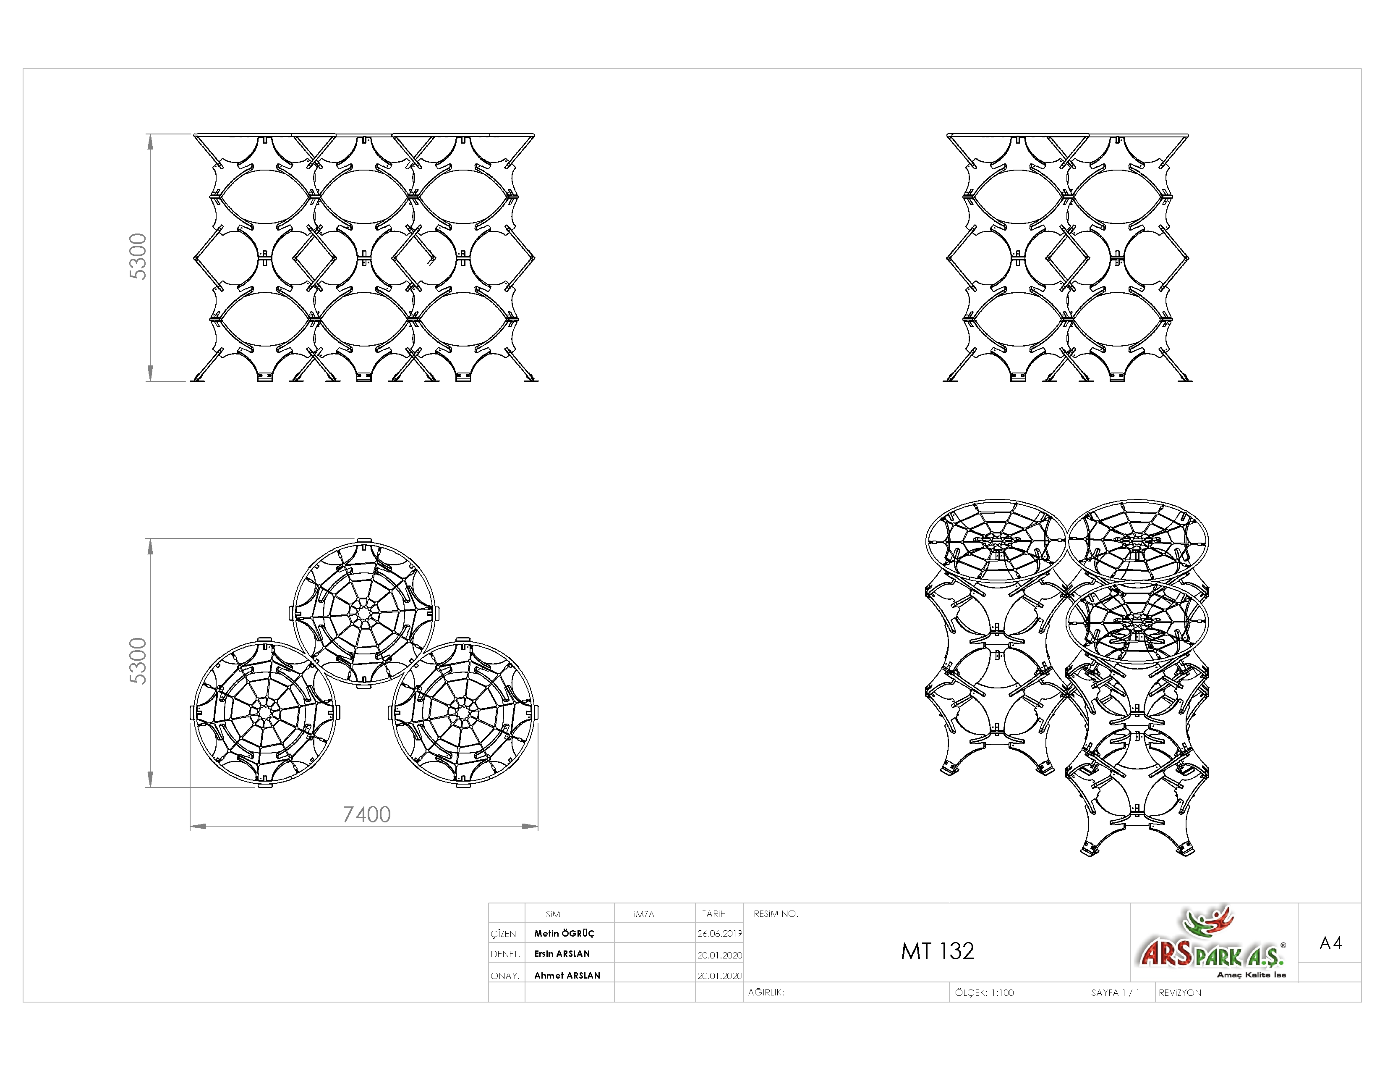 5300
5300
7400
İSİM İMZA TARİH RESİM NO.
ÇİZEN Metin ÖGRÜÇ 26.06.2019
DENET. Ersin ARSLAN 20.01.2020
ONAY. Ahmet ARSLAN 20.01.2020
MT 132
ARSPARK A.Ş.®
Amaç Kalite İse
A4
AĞIRLIK: ÖLÇEK: 1:100 SAYFA 1 / 1 REVİZYON